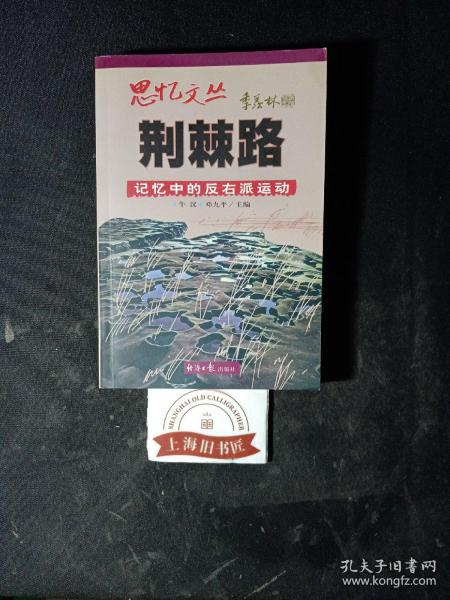 思忆文丛
季羡林
荆棘路
记忆中的反右派运动
牛汉 邓九平/主编
经济日报出版社
SHANGHAI OLD CALLIGRAPHER
上海旧书匠
孔夫子旧书网
www.kongfz.com